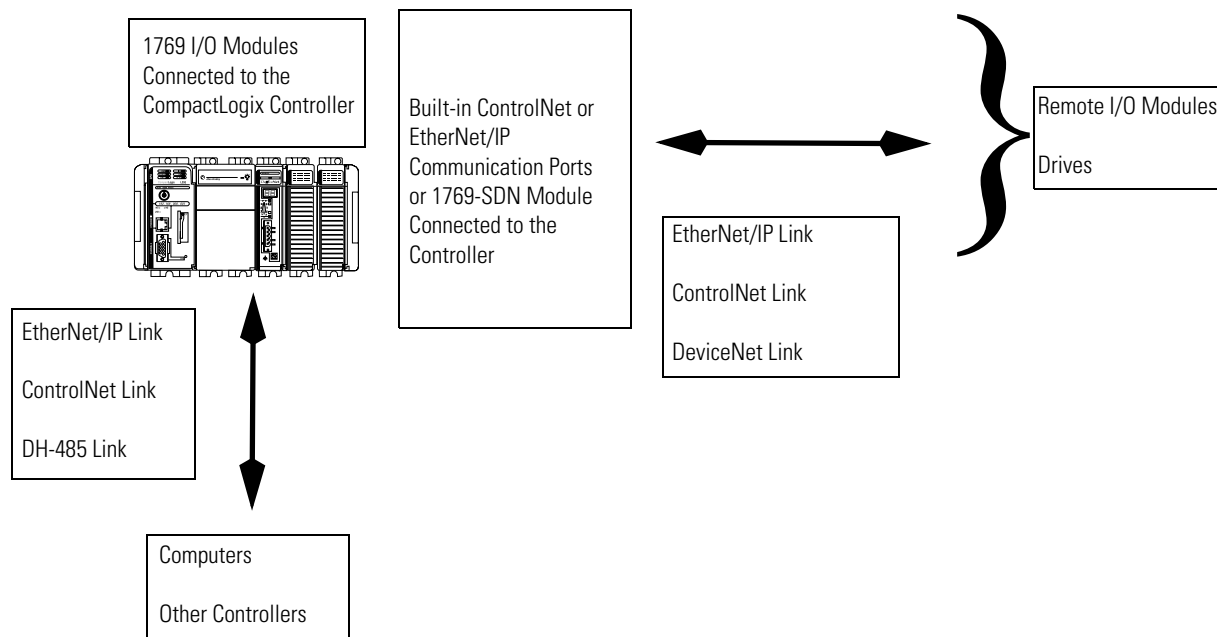 1769 I/O Modules
Connected to the
CompactLogix Controller
Built-in ControlNet or
EtherNet/IP
Communication Ports
or 1769-SDN Module
Connected to the
Controller
Remote I/O Modules
Drives
EtherNet/IP Link
ControlNet Link
DeviceNet Link
EtherNet/IP Link
ControlNet Link
DH-485 Link
Computers
Other Controllers